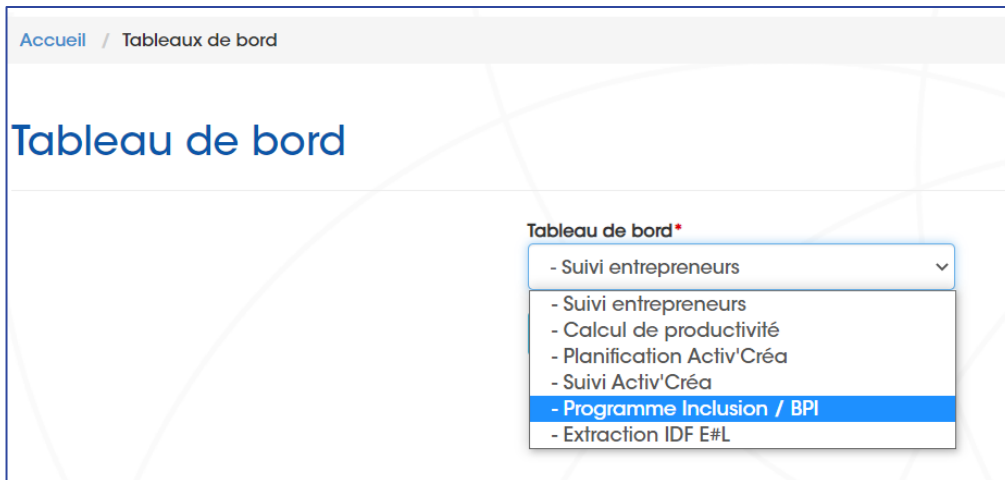 Accueil / Tableaux de bord
Tableau de bord
Tableau de bord*
- Suivi entrepreneurs
- Suivi entrepreneurs
- Calcul de productivité
- Planification Activ'Créa
- Suivi Activ'Créa
- Programme Inclusion / BPI
- Extraction IDF E#L